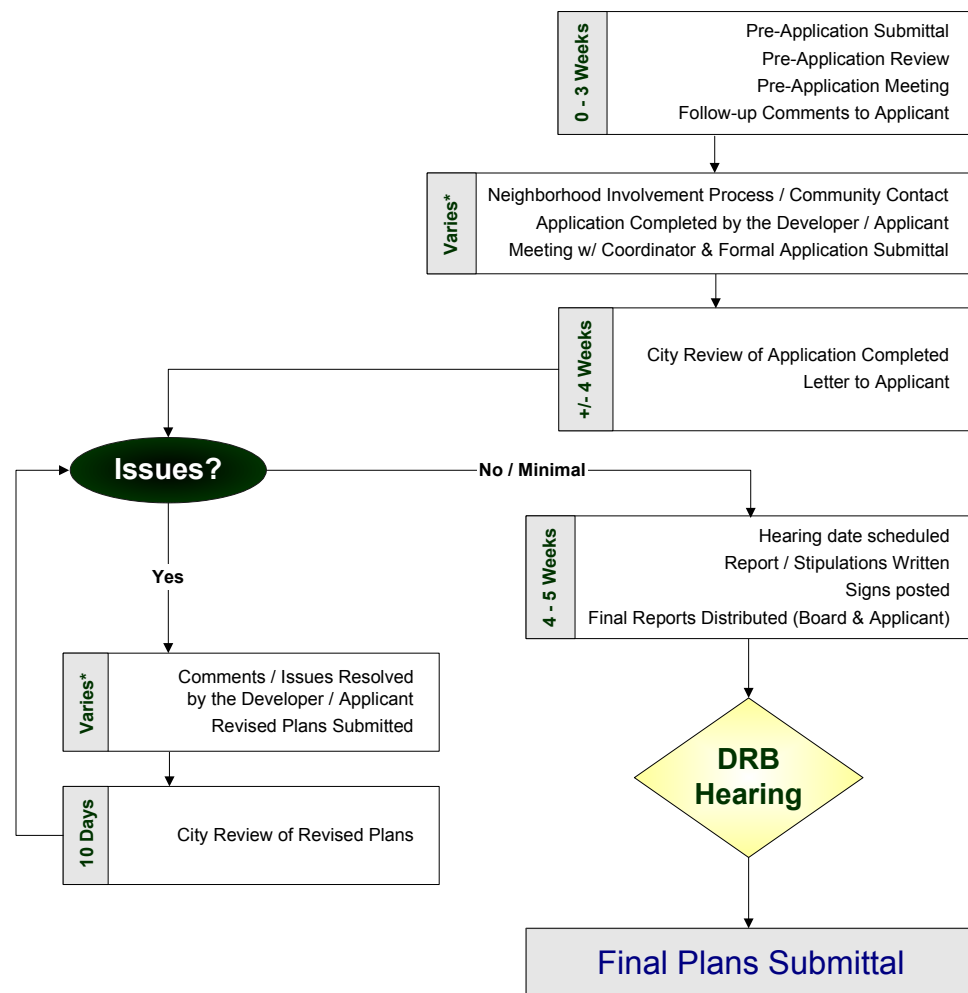 0 - 3 Weeks
Pre-Application Submittal
Pre-Application Review
Pre-Application Meeting
Follow-up Comments to Applicant
Varies*
Neighborhood Involvement Process / Community Contact
Application Completed by the Developer / Applicant
Meeting w/ Coordinator & Formal Application Submittal
+/- 4 Weeks
City Review of Application Completed
Letter to Applicant
Issues?
No / Minimal
Yes
4 - 5 Weeks
Hearing date scheduled
Report / Stipulations Written
Signs posted
Final Reports Distributed (Board & Applicant)
Varies*
Comments / Issues Resolved
by the Developer / Applicant
Revised Plans Submitted
10 Days
City Review of Revised Plans
DRB
Hearing
Final Plans Submittal